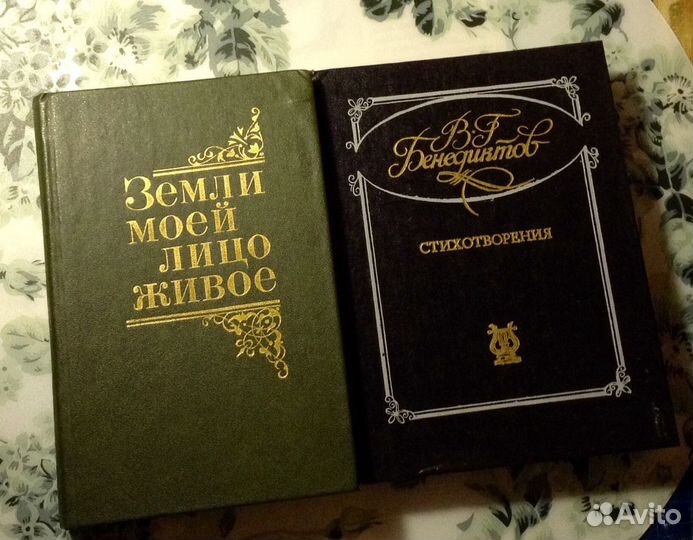 Земли
моей
лицо
живое
В.Г.
Бенедиктов
СТИХОТВОРЕНИЯ
Avito